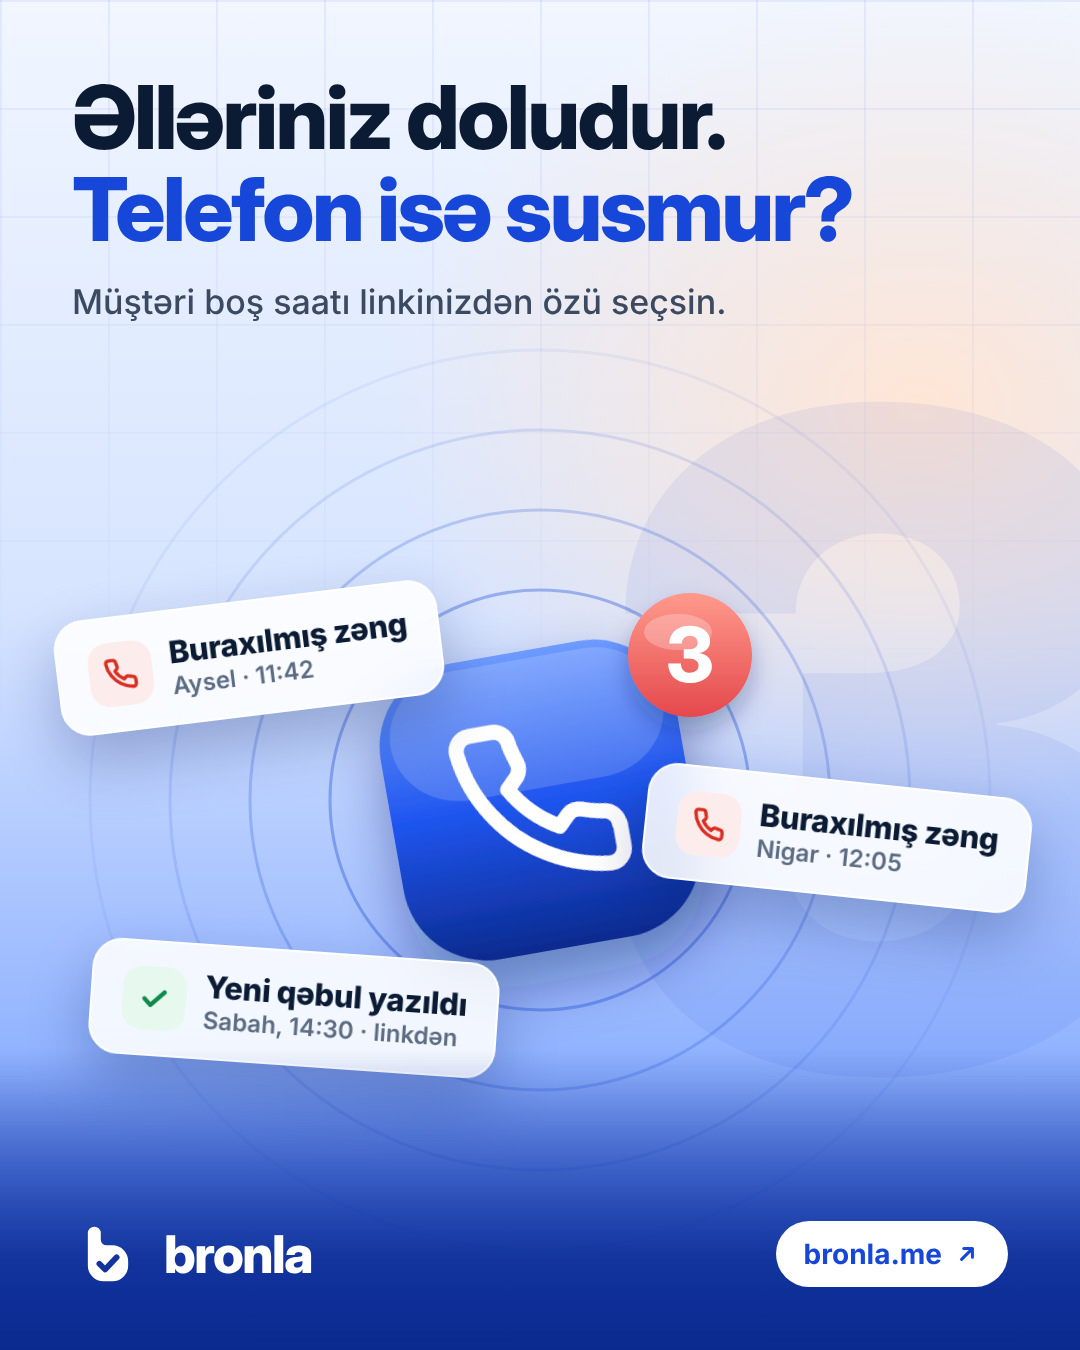 Əlləriniz doludur.
Telefon isə susmur?
Müştəri boş saatı linkinizdən özü seçsin.
3
Buraxılmış zəng
Aysel · 11:42
Buraxılmış zəng
Nigar · 12:05
Yeni qəbul yazıldı
Sabah, 14:30 · linkdən
bronla
bronla.me